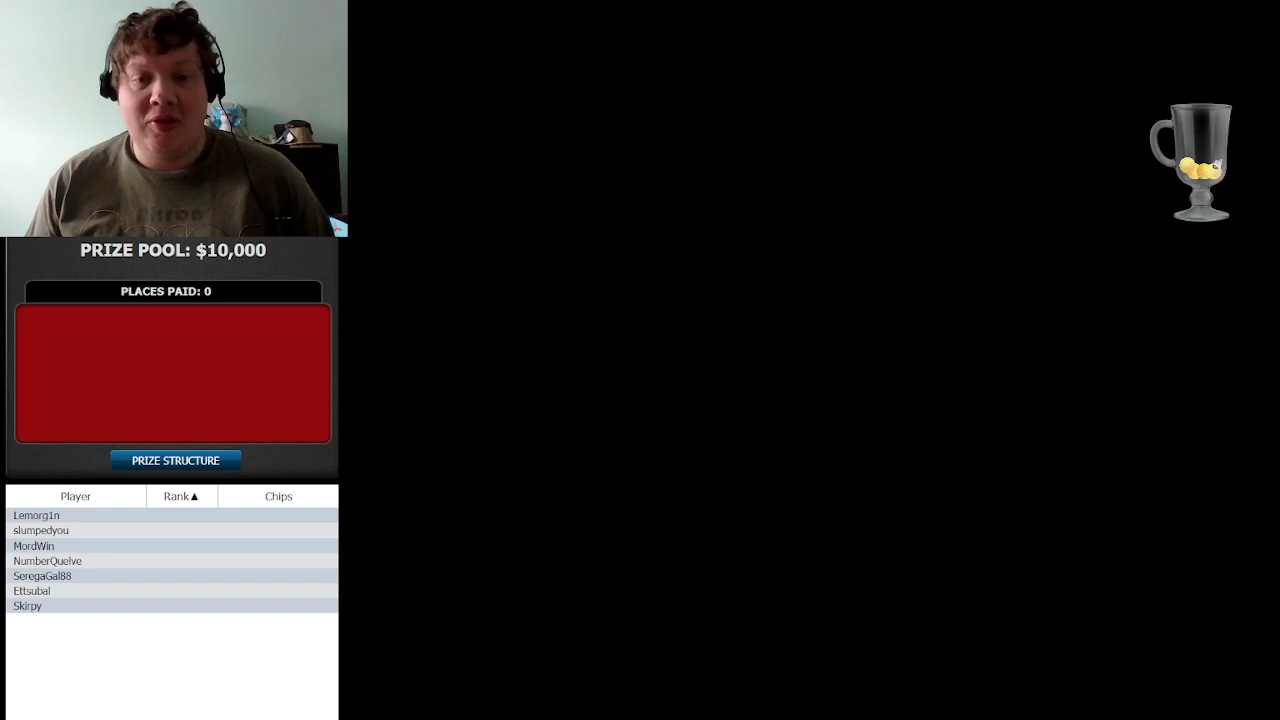 PRIZE POOL: $10,000
PLACES PAID: 0
PRIZE STRUCTURE
Player Rank▲ Chips
Lemorg1n
slumpedyou
MordWin
NumberQuelve
SeregaGal88
Ettsubal
Skirpy